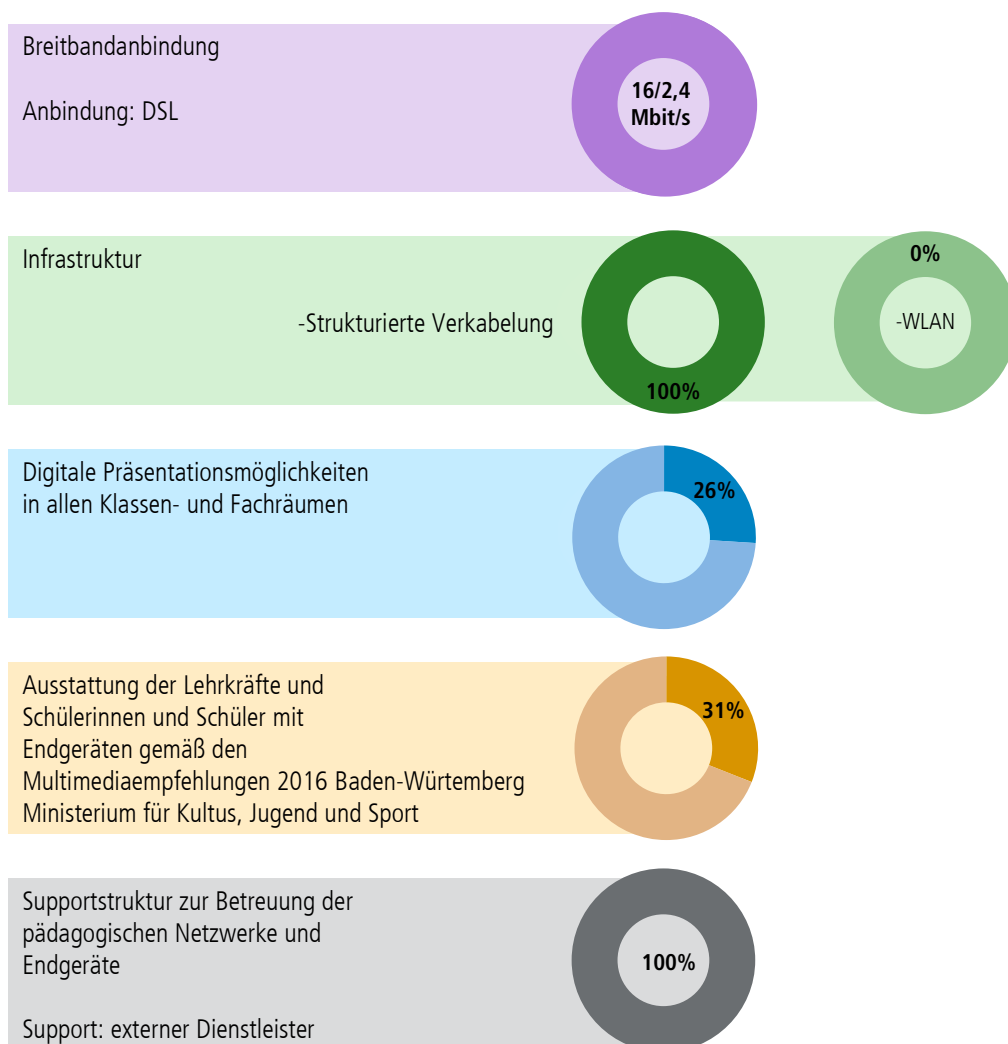 Breitbandanbindung
Anbindung: DSL
16/2,4
Mbit/s
Infrastruktur
-Strukturierte Verkabelung
100%
0%
-WLAN
Digitale Präsentationsmöglichkeiten
in allen Klassen- und Fachräumen
26%
Ausstattung der Lehrkräfte und
Schülerinnen und Schüler mit
Endgeräten gemäß den
Multimediaempfehlungen 2016 Baden-Würtemberg
Ministerium für Kultus, Jugend und Sport
31%
Supportstruktur zur Betreuung der
pädagogischen Netzwerke und
Endgeräte
Support: externer Dienstleister
100%